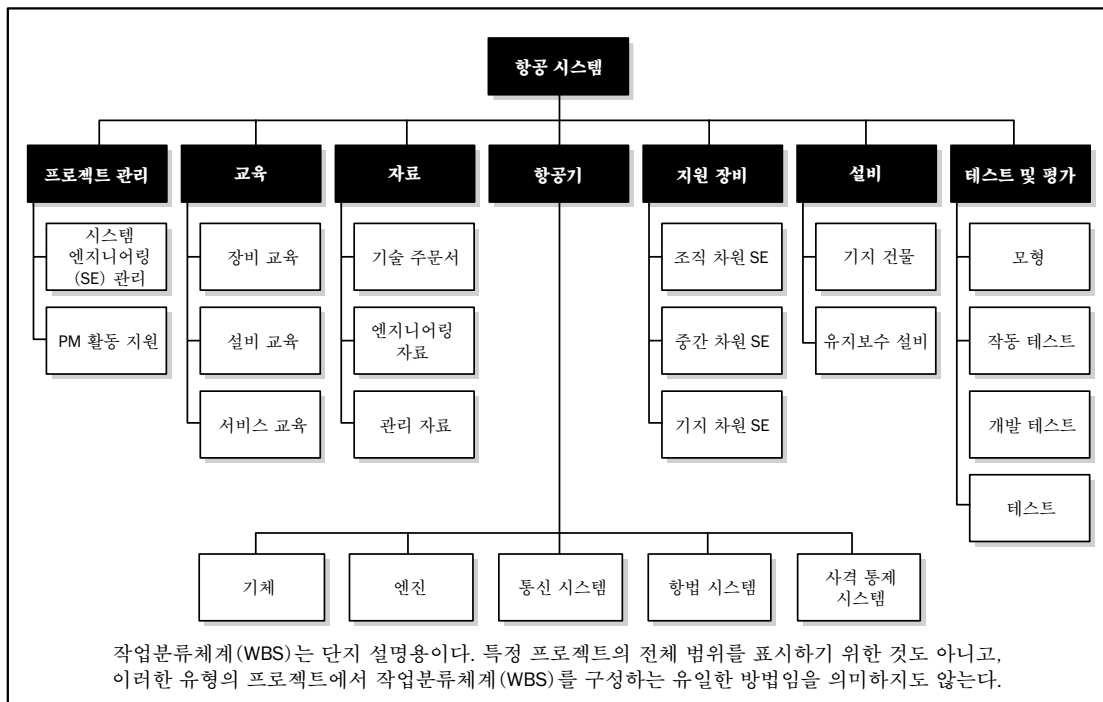 항공 시스템
프로젝트 관리
교육
자료
항공기
지원 장비
설비
테스트 및 평가
시스템
엔지니어링
(SE) 관리
PM 활동 지원
장비 교육
설비 교육
서비스 교육
기술 주문서
엔지니어링
자료
관리 자료
조직 차원 SE
중간 차원 SE
기지 차원 SE
기지 건물
유지보수 설비
모형
작동 테스트
개발 테스트
테스트
기체
엔진
통신 시스템
항법 시스템
사격 통제
시스템
작업분류체계(WBS)는 단지 설명용이다. 특정 프로젝트의 전체 범위를 표시하기 위한 것도 아니고,
이러한 유형의 프로젝트에서 작업분류체계(WBS)를 구성하는 유일한 방법임을 의미하지도 않는다.